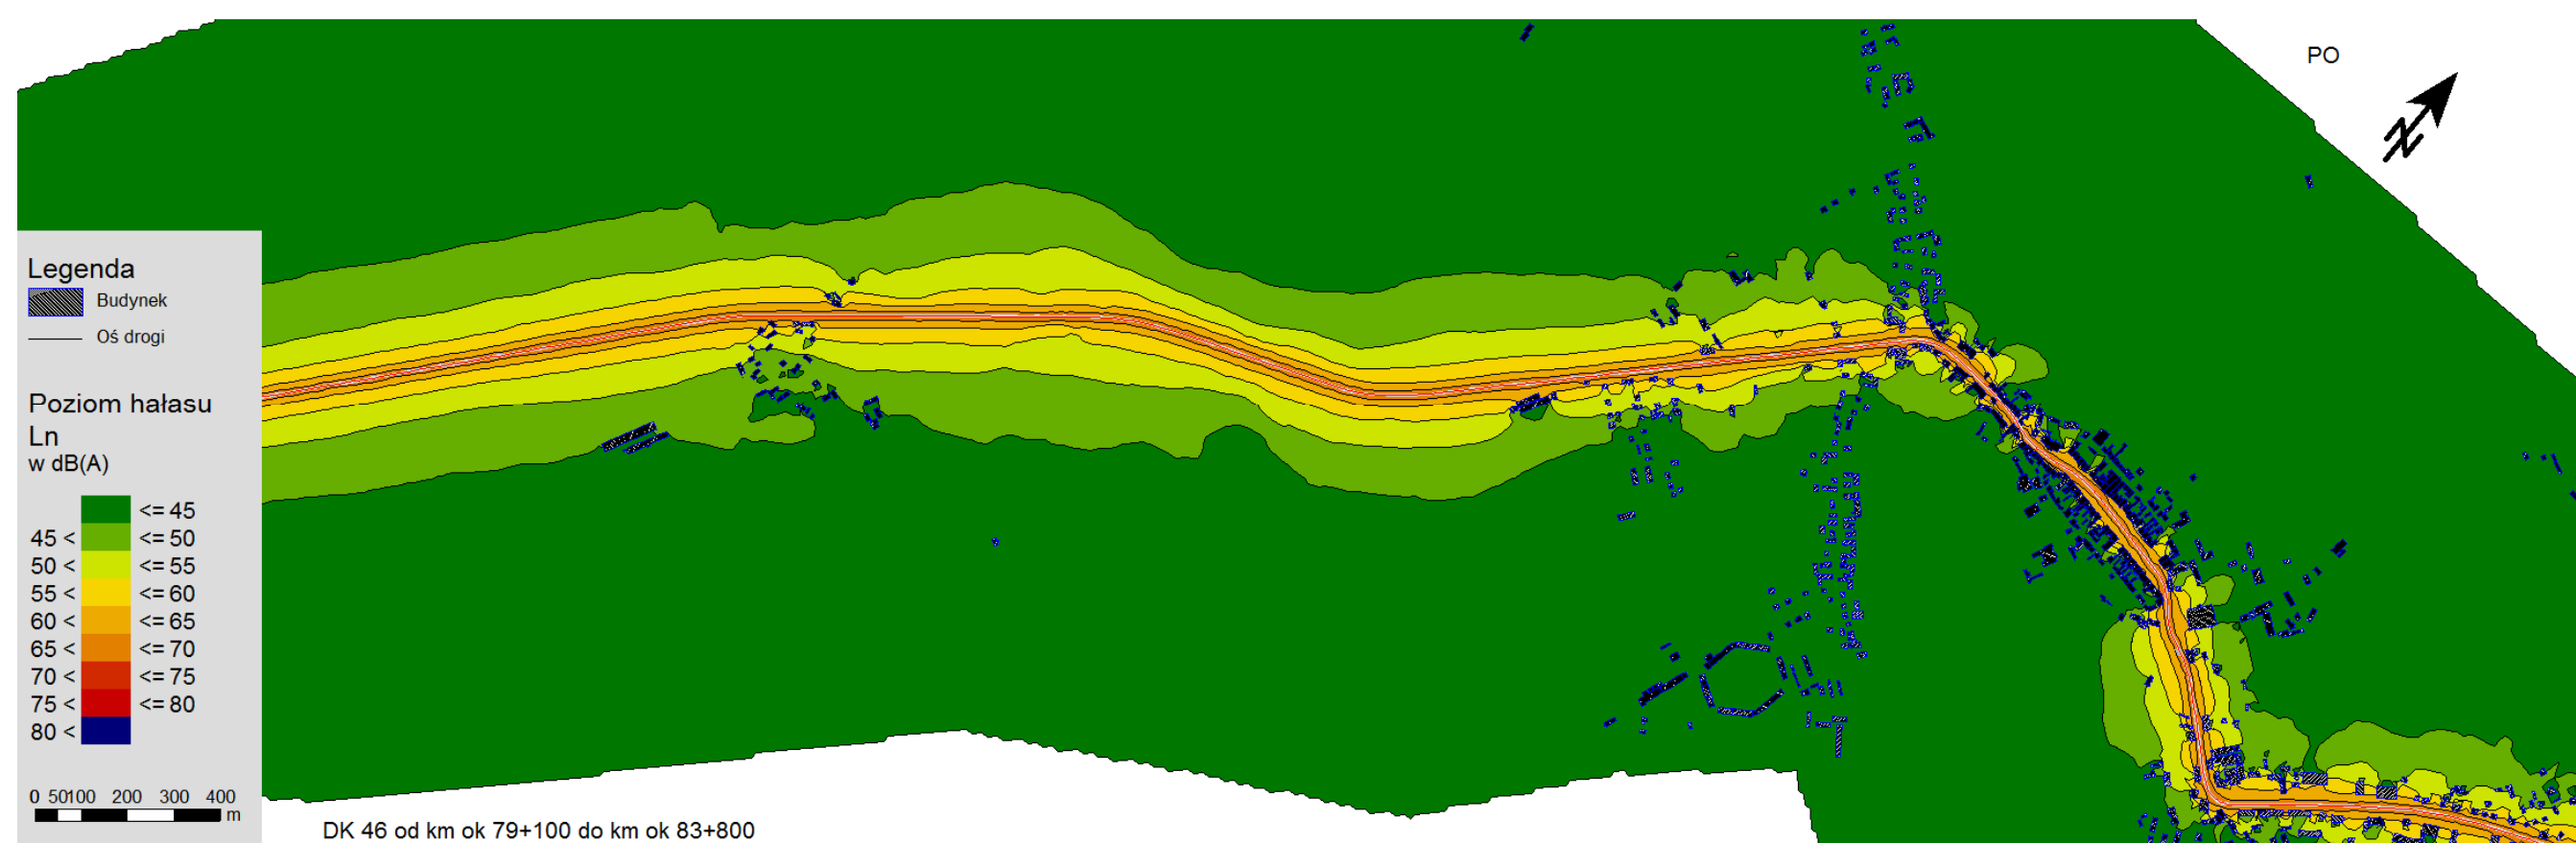 PO
N
Legenda
Budynek
Oś drogi
Poziom hałasu
Ln
w dB(A)
<= 45
45 < <= 50
50 < <= 55
55 < <= 60
60 < <= 65
65 < <= 70
70 < <= 75
75 < <= 80
80 <
0 50 100 200 300 400
m
DK 46 od km ok 79+100 do km ok 83+800